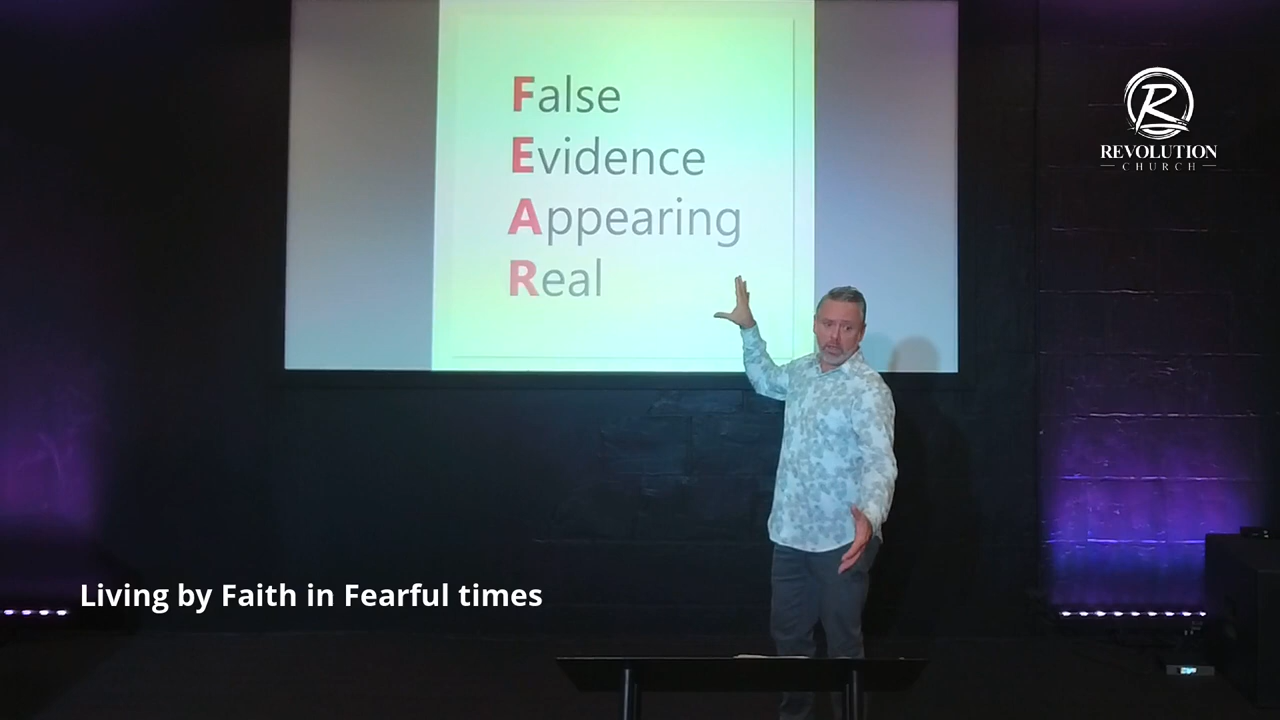 False
Evidence
Appearing
Real
R
REVOLUTION
CHURCH
Living by Faith in Fearful times